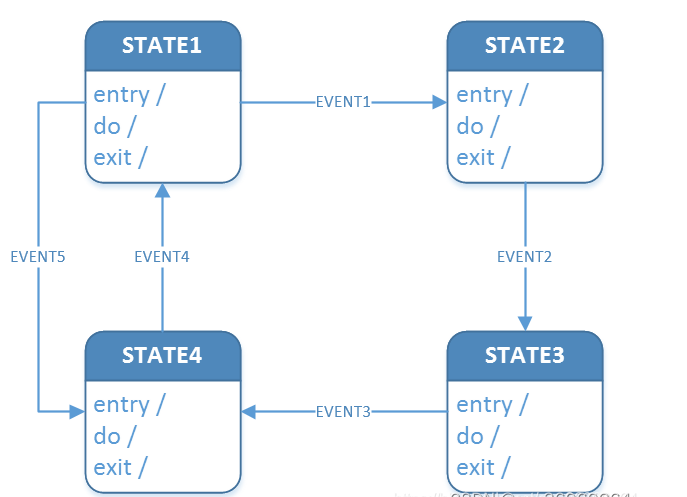 STATE1
entry /
do /
exit /
EVENT1
STATE2
entry /
do /
exit /
EVENT5
EVENT4
EVENT2
STATE4
entry /
do /
exit /
EVENT3
STATE3
entry /
do /
exit /